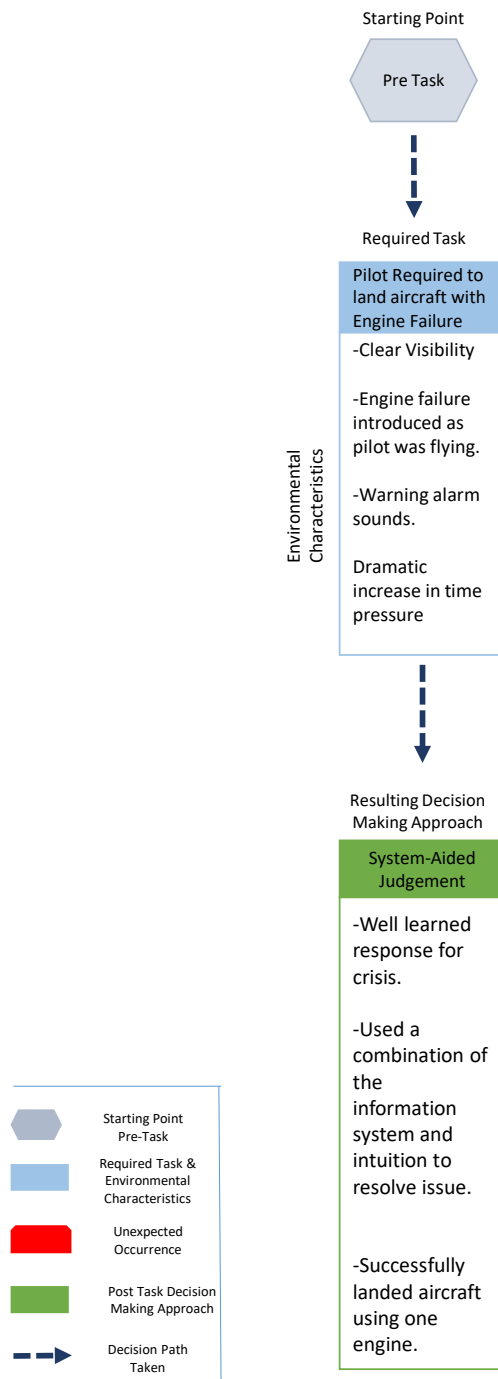 Starting Point
Pre Task
Required Task
Pilot Required to
land aircraft with
Engine Failure
-Clear Visibility
-Engine failure
introduced as
pilot was flying.
-Warning alarm
sounds.
Dramatic
increase in time
pressure
Environmental
Characteristics
Resulting Decision
Making Approach
System-Aided
Judgement
-Well learned
response for
crisis.
-Used a
combination of
the
information
system and
intuition to
resolve issue.
-Successfully
landed aircraft
using one
engine.
Starting Point
Pre-Task
Required Task &
Environmental
Characteristics
Unexpected
Occurrence
Post Task Decision
Making Approach
Decision Path
Taken